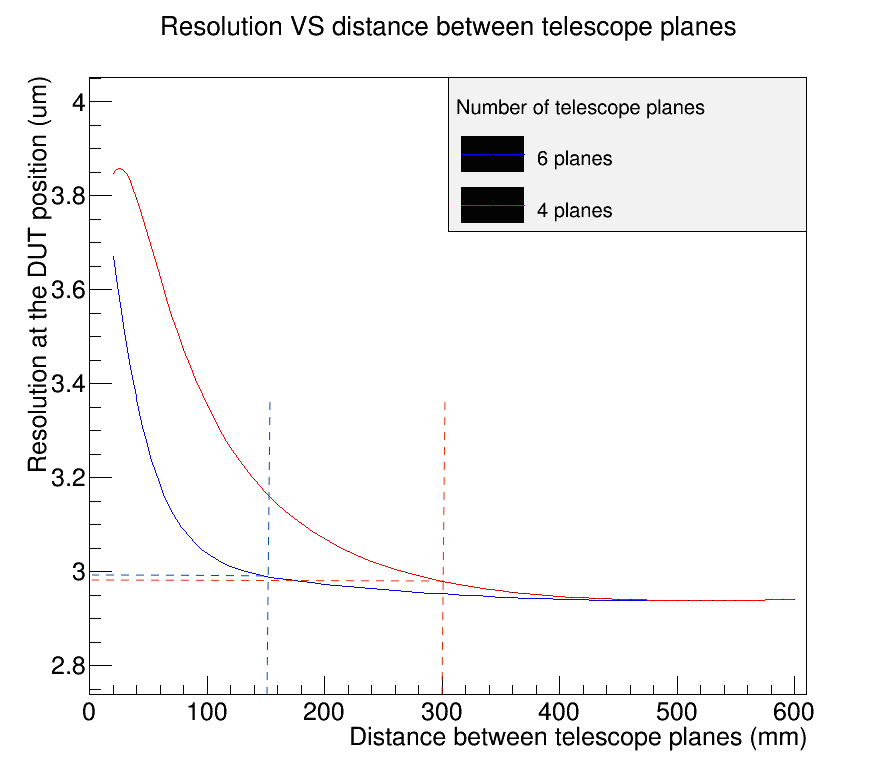 Resolution VS distance between telescope planes
Resolution at the DUT position (um)
4
3.8
3.6
3.4
3.2
3
2.8
Number of telescope planes
6 planes
4 planes
0 100 200 300 400 500 600
Distance between telescope planes (mm)